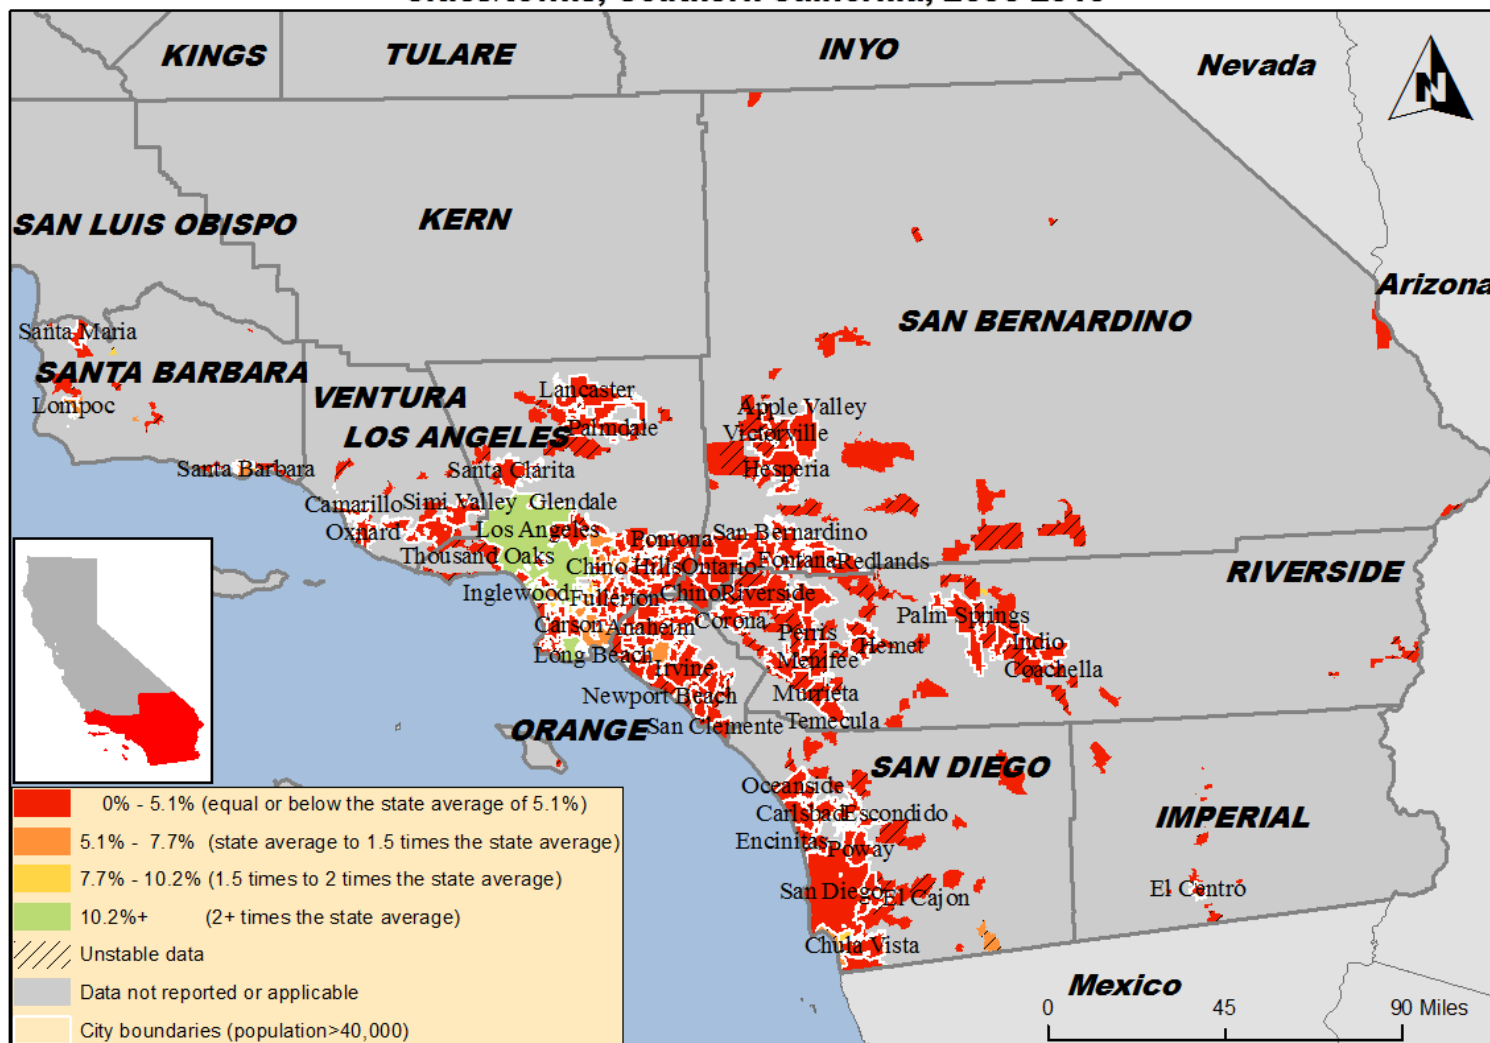 KINGS
TULARE
INYO
Nevada
N
SAN LUIS OBISPO
KERN
Arizona
SAN BERNARDINO
Santa Maria
SANTA BARBARA
Lompoc
VENTURA
Lancaster
Apple Valley
Palmdale
Victorville
LOS ANGELES
Santa Barbara
Santa Clarita
Hesperia
Camarillo
Simi Valley
Glendale
Oxnard
Los Angeles
Pomona
San Bernardino
Thousand Oaks
Chino Hills
Ontario
Fontana
Redlands
RIVERSIDE
Inglewood
Fullerton
Chino
Riverside
Palm Springs
Carson
Anaheim
Corona
Perris
Hemet
Indio
Long Beach
Irvine
Menifee
Coachella
Newport Beach
Murrieta
ORANGE
San Clemente
Temecula
SAN DIEGO
Oceanside
Carlsbad
Escondido
IMPERIAL
Encinitas
Poway
San Diego
El Cajon
El Centro
Chula Vista
Mexico
0% - 5.1% (equal or below the state average of 5.1%)
5.1% - 7.7% (state average to 1.5 times the state average)
7.7% - 10.2% (1.5 times to 2 times the state average)
10.2%+ (2+ times the state average)
Unstable data
Data not reported or applicable
City boundaries (population>40,000)
0 45 90 Miles